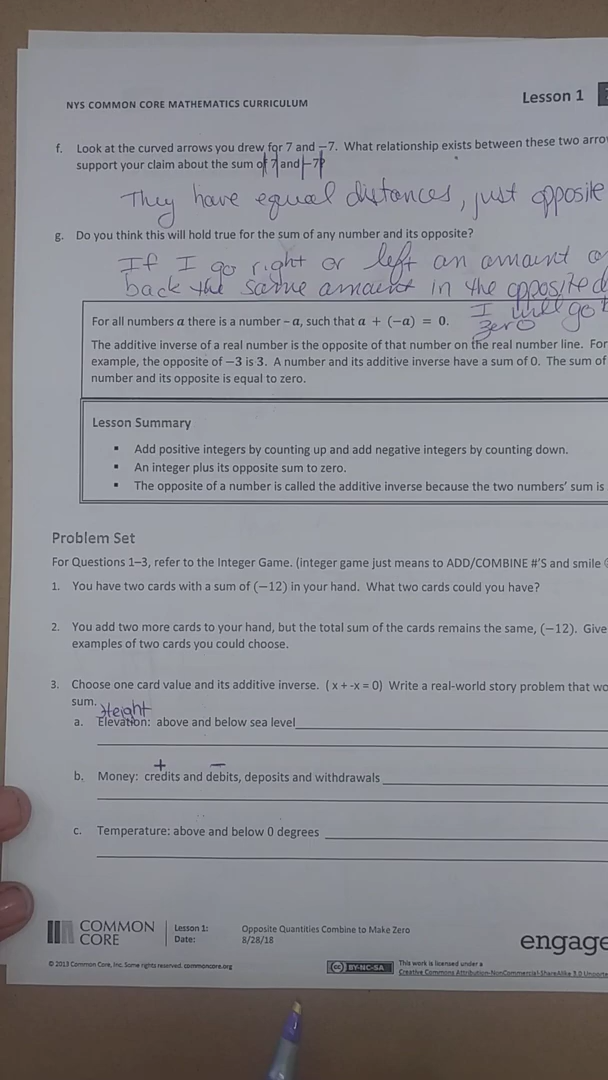 NYS COMMON CORE MATHEMATICS CURRICULUM
Lesson 1
f. Look at the curved arrows you drew for 7 and −7. What relationship exists between these two
support your claim about the sum of |7| and |−7|?
They have equal distances, just opposite
g. Do you think this will hold true for the sum of any number and its opposite?
If I go right or left an amount
back the same amount in the opposite
I will
zero
For all numbers a there is a number −a, such that a + (−a) = 0.
The additive inverse of a real number is the opposite of that number on the real number line. For
example, the opposite of −3 is 3. A number and its additive inverse have a sum of 0. The sum of
number and its opposite is equal to zero.
Lesson Summary
▪ Add positive integers by counting up and add negative integers by counting down.
▪ An integer plus its opposite sum to zero.
▪ The opposite of a number is called the additive inverse because the two numbers’ sum is
Problem Set
For Questions 1–3, refer to the Integer Game. (integer game just means to ADD/COMBINE #'S and smile
1. You have two cards with a sum of (−12) in your hand. What two cards could you have?
2. You add two more cards to your hand, but the total sum of the cards remains the same, (−12). Give
examples of two cards you could choose.
3. Choose one card value and its additive inverse. (x + -x = 0) Write a real-world story problem that
sum.
Height
a. Elevation: above and below sea level
+ −
b. Money: credits and debits, deposits and withdrawals
c. Temperature: above and below 0 degrees
COMMON
CORE
Lesson 1: Opposite Quantities Combine to Make Zero
Date: 8/28/18
engage
© 2013 Common Core, Inc. Some rights reserved. commoncore.org
cc BY-NC-SA
This work is licensed under a
Creative Commons Attribution-NonCommercial-ShareAlike 3.0